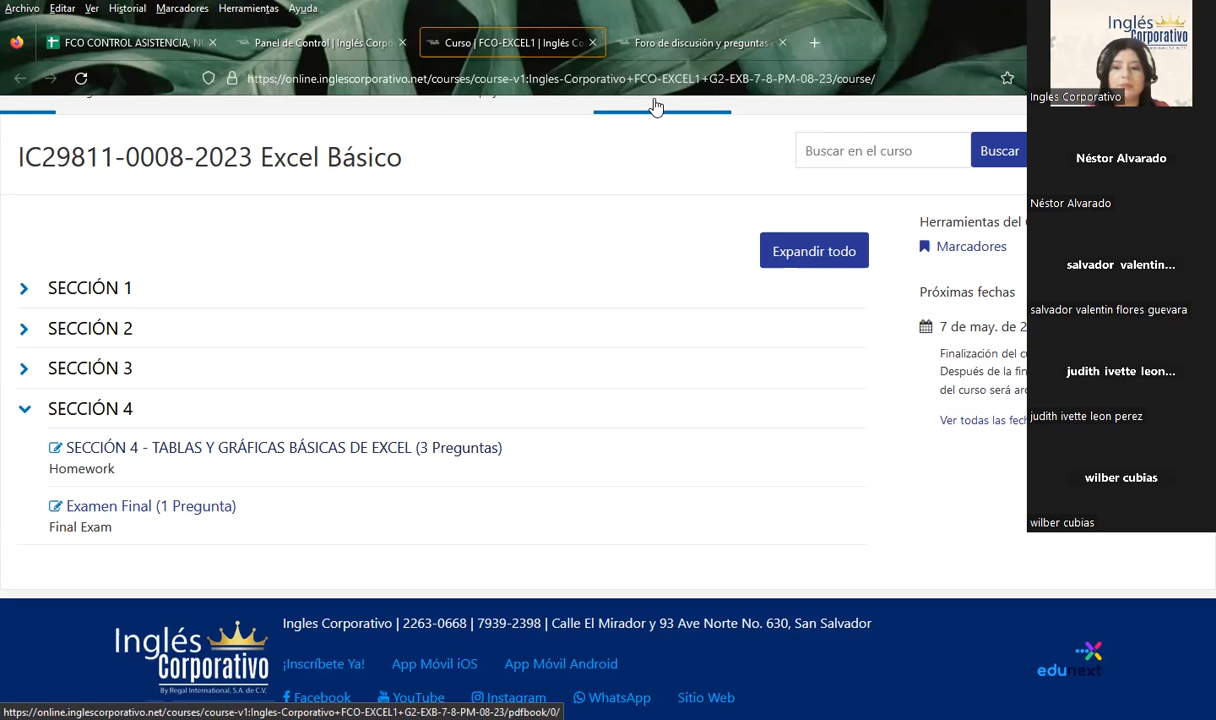 Archivo Editar Ver Historial Marcadores Herramientas Ayuda
FCO CONTROL ASISTENCIA, N
Panel de Control | Inglés Corpo
Curso | FCO-EXCEL1 | Inglés Co
Foro de discusión y preguntas
https://online.inglescorporativo.net/courses/course-v1:Ingles-Corporativo+FCO-EXCEL1+G2-EXB-7-8-PM-08-23/course/
IC29811-0008-2023 Excel Básico
Buscar en el curso
Buscar
Expandir todo
SECCIÓN 1
SECCIÓN 2
SECCIÓN 3
SECCIÓN 4
SECCIÓN 4 - TABLAS Y GRÁFICAS BÁSICAS DE EXCEL (3 Preguntas)
Homework
Examen Final (1 Pregunta)
Final Exam
Herramientas del
Marcadores
Próximas fechas
7 de may. de 2
Finalización del c
Después de la fin
del curso será ar
Ver todas las fech
Inglés
Corporativo
Ingles Corporativo
Néstor Alvarado
Néstor Alvarado
salvador valentin...
salvador valentin flores guevara
judith ivette leon...
judith ivette leon perez
wilber cubias
wilber cubias
Inglés
Corporativo
By Regal International, S.A. de C.V.
Ingles Corporativo | 2263-0668 | 7939-2398 | Calle El Mirador y 93 Ave Norte No. 630, San Salvador
¡Inscríbete Ya! App Móvil iOS App Móvil Android
Facebook YouTube Instagram WhatsApp Sitio Web
edunext
https://online.inglescorporativo.net/courses/course-v1:Ingles-Corporativo+FCO-EXCEL1+G2-EXB-7-8-PM-08-23/pdfbook/0/